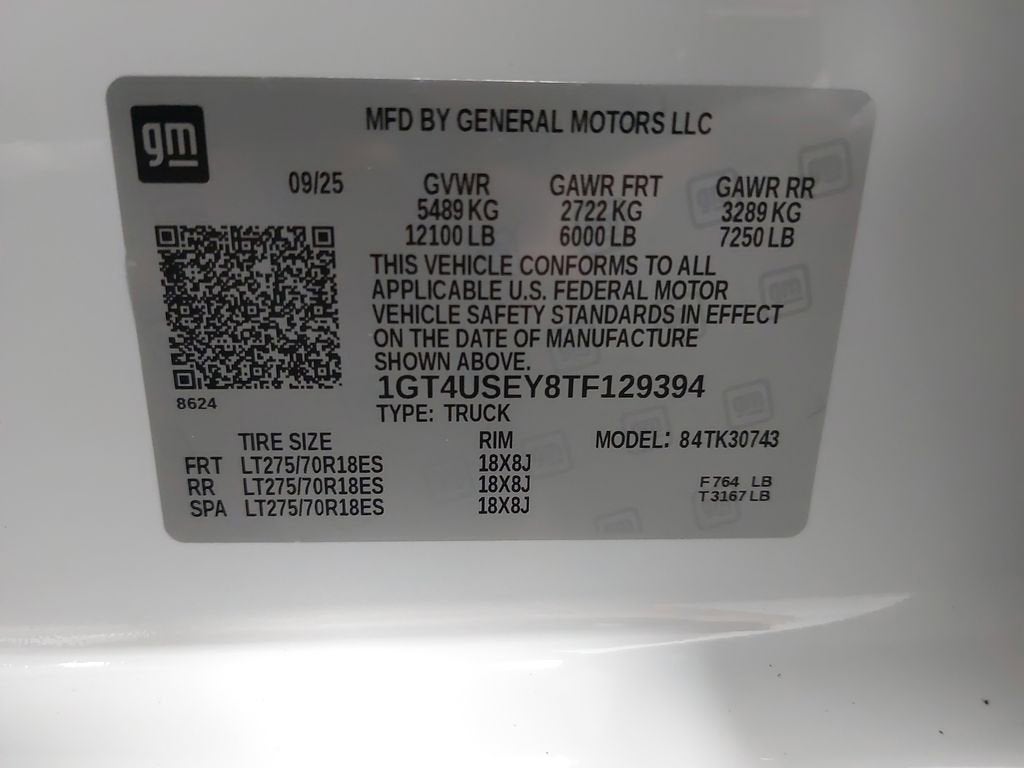 gm
MFD BY GENERAL MOTORS LLC
09/25 GVWR GAWR FRT GAWR RR
5489 KG 2722 KG 3289 KG
12100 LB 6000 LB 7250 LB
THIS VEHICLE CONFORMS TO ALL
APPLICABLE U.S. FEDERAL MOTOR
VEHICLE SAFETY STANDARDS IN EFFECT
ON THE DATE OF MANUFACTURE
SHOWN ABOVE.
1GT4USEY8TF129394
8624
TYPE: TRUCK
TIRE SIZE RIM MODEL: 84TK30743
FRT LT275/70R18ES 18X8J
RR LT275/70R18ES 18X8J
SPA LT275/70R18ES 18X8J
F 764 LB
T 3167 LB